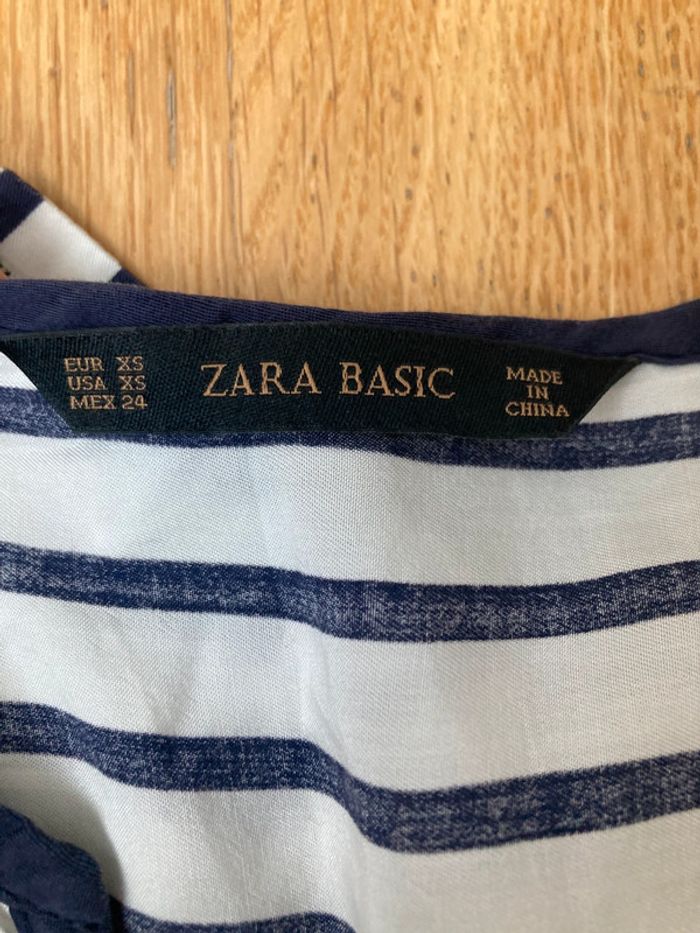 EUR XS
USA XS
MEX 24
ZARA BASIC
MADE
IN
CHINA